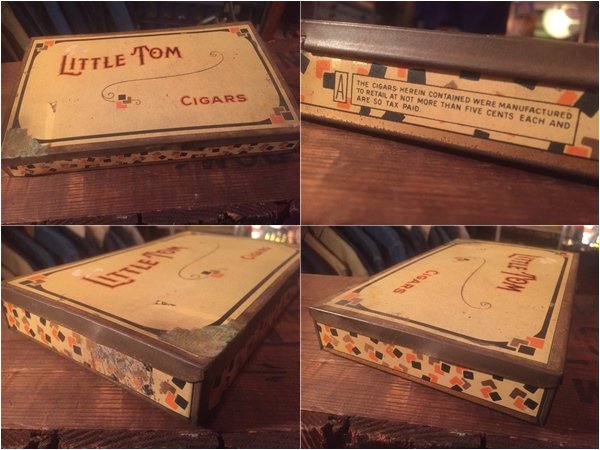 LITTLE TOM
CIGARS
A
THE CIGARS HEREIN CONTAINED WERE MANUFACTURED
TO RETAIL AT NOT MORE THAN FIVE CENTS EACH AND
ARE SO TAX PAID.
LITTLE TOM
CIGARS
LITTLE TOM
CIGARS